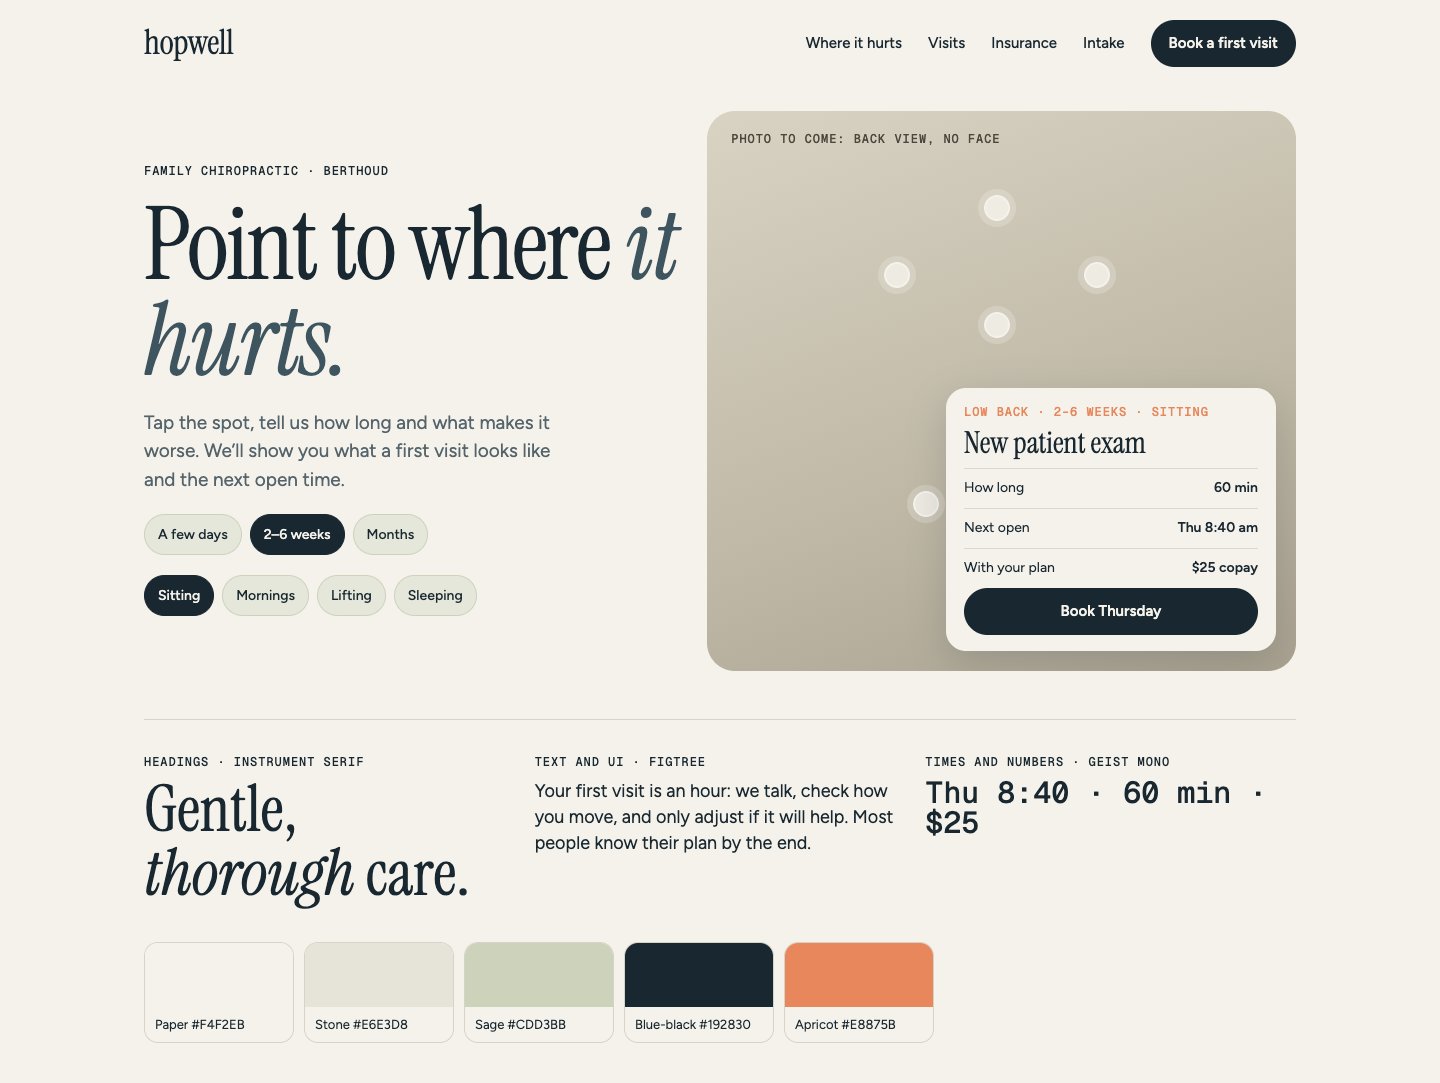 hopwell
Where it hurts
Visits
Insurance
Intake
Book a first visit
FAMILY CHIROPRACTIC · BERTHOUD
Point to where it
hurts.
Tap the spot, tell us how long and what makes it
worse. We’ll show you what a first visit looks like
and the next open time.
A few days
2–6 weeks
Months
Sitting
Mornings
Lifting
Sleeping
PHOTO TO COME: BACK VIEW, NO FACE
LOW BACK · 2–6 WEEKS · SITTING
New patient exam
How long
60 min
Next open
Thu 8:40 am
With your plan
$25 copay
Book Thursday
HEADINGS · INSTRUMENT SERIF
Gentle,
thorough care.
TEXT AND UI · FIGTREE
Your first visit is an hour: we talk, check how
you move, and only adjust if it will help. Most
people know their plan by the end.
TIMES AND NUMBERS · GEIST MONO
Thu 8:40 · 60 min ·
$25
Paper #F4F2EB
Stone #E6E3D8
Sage #CDD3BB
Blue-black #192830
Apricot #E8875B